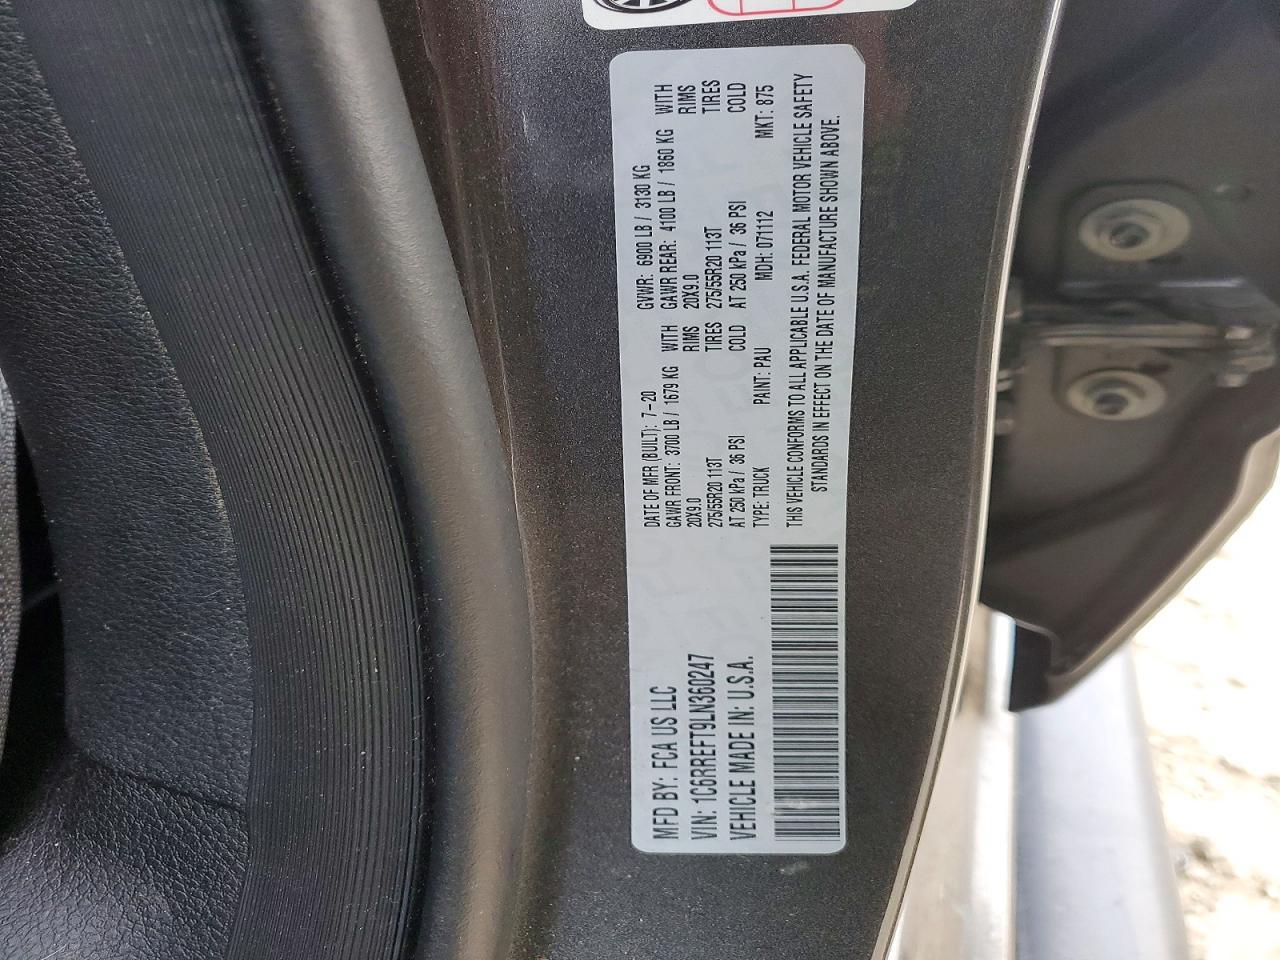 MFD BY: FCA US LLC
VIN: 1C6RREFT9LN360247
VEHICLE MADE IN: U.S.A.
DATE OF MFR (BUILT): 7-20 GVWR: 6900 LB / 3130 KG
GAWR FRONT: 3700 LB / 1679 KG WITH GAWR REAR: 4100 LB / 1860 KG WITH
20X9.0 RIMS 20X9.0 RIMS
275/55R20 113T TIRES 275/55R20 113T TIRES
AT 250 kPa / 36 PSI COLD AT 250 kPa / 36 PSI COLD
TYPE: TRUCK PAINT: PAU MDH: 071112 MKT: 875
THIS VEHICLE CONFORMS TO ALL APPLICABLE U.S.A. FEDERAL MOTOR VEHICLE SAFETY
STANDARDS IN EFFECT ON THE DATE OF MANUFACTURE SHOWN ABOVE.